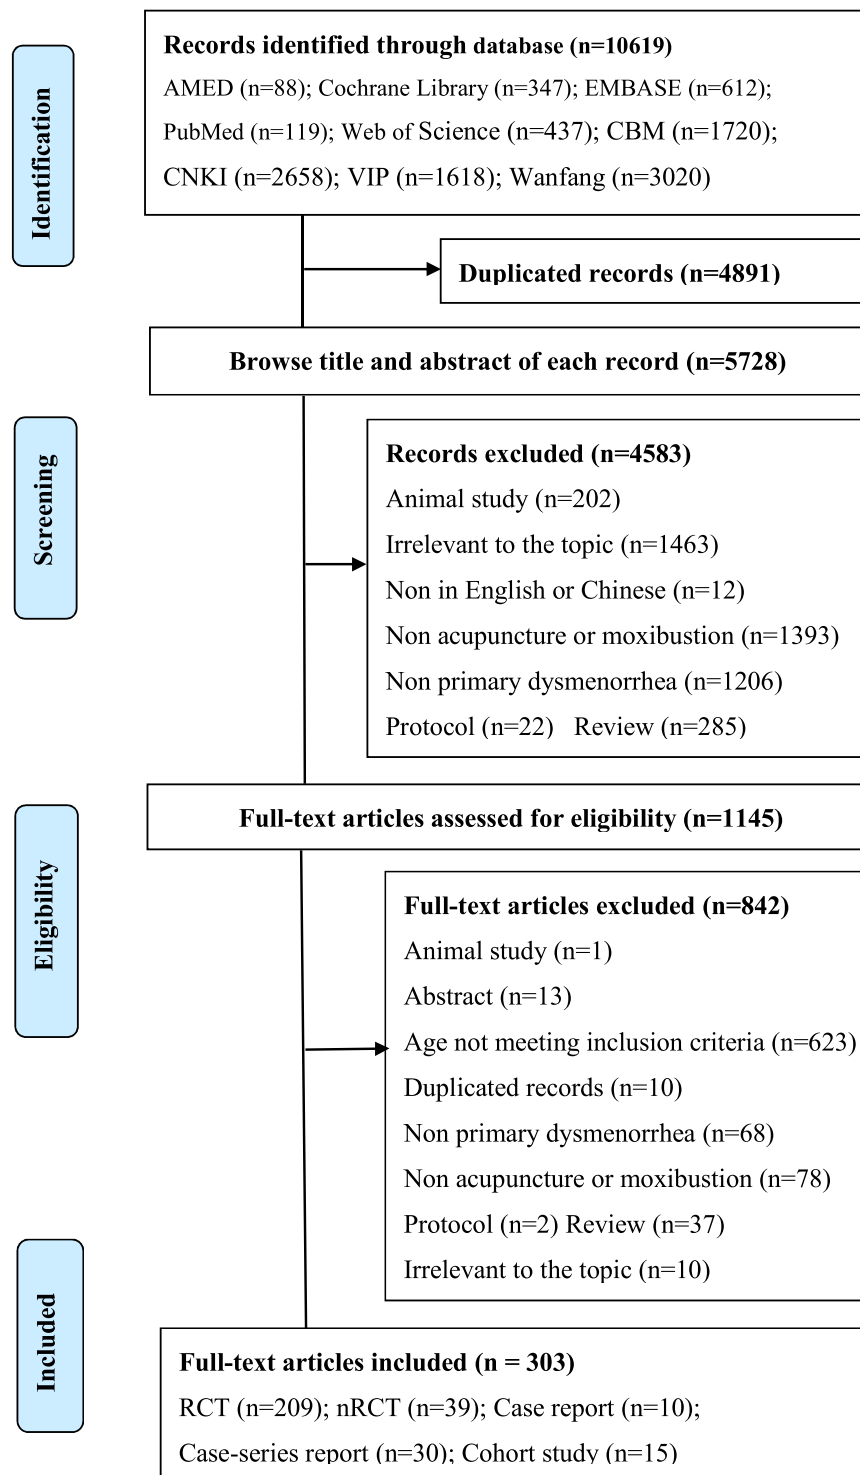 Identification
Records identified through database (n=10619)
AMED (n=88); Cochrane Library (n=347); EMBASE (n=612);
PubMed (n=119); Web of Science (n=437); CBM (n=1720);
CNKI (n=2658); VIP (n=1618); Wanfang (n=3020)
Duplicated records (n=4891)
Browse title and abstract of each record (n=5728)
Screening
Records excluded (n=4583)
Animal study (n=202)
Irrelevant to the topic (n=1463)
Non in English or Chinese (n=12)
Non acupuncture or moxibustion (n=1393)
Non primary dysmenorrhea (n=1206)
Protocol (n=22) Review (n=285)
Full-text articles assessed for eligibility (n=1145)
Eligibility
Full-text articles excluded (n=842)
Animal study (n=1)
Abstract (n=13)
Age not meeting inclusion criteria (n=623)
Duplicated records (n=10)
Non primary dysmenorrhea (n=68)
Non acupuncture or moxibustion (n=78)
Protocol (n=2) Review (n=37)
Irrelevant to the topic (n=10)
Included
Full-text articles included (n = 303)
RCT (n=209); nRCT (n=39); Case report (n=10);
Case-series report (n=30); Cohort study (n=15)